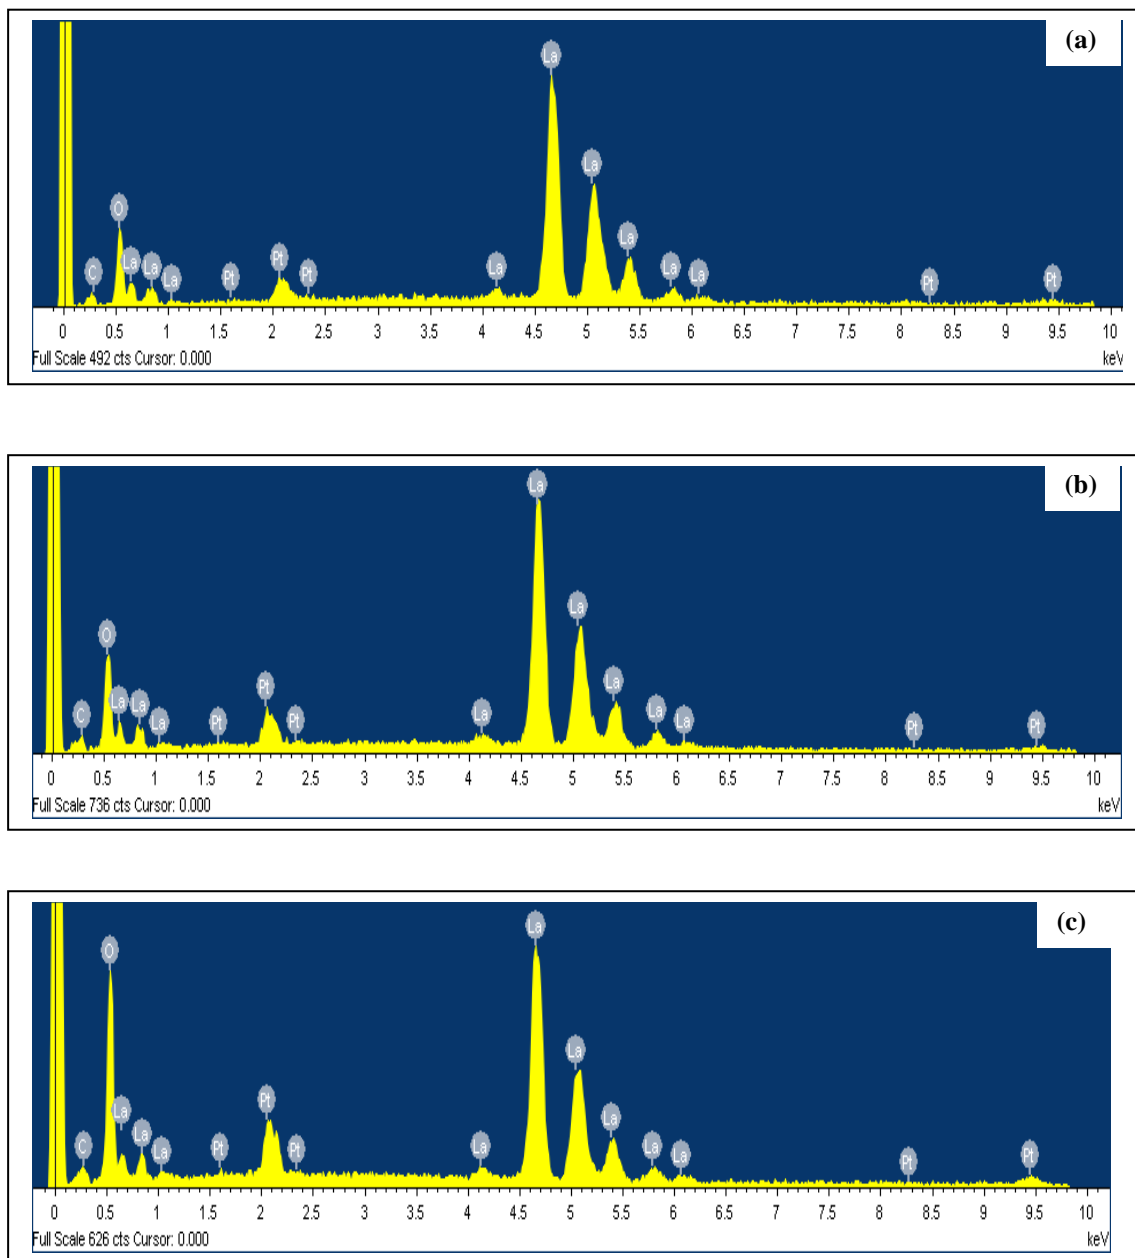 (a)
La
La
O
La
Pt
C
La
La
La
Pt
Pt
La
La
La
Pt
Pt
0 0.5 1 1.5 2 2.5 3 3.5 4 4.5 5 5.5 6 6.5 7 7.5 8 8.5 9 9.5 10
Full Scale 492 cts Cursor: 0.000 keV
(b)
La
La
O
Pt
La
La
La
C
La
Pt
Pt
La
La
La
Pt
Pt
0 0.5 1 1.5 2 2.5 3 3.5 4 4.5 5 5.5 6 6.5 7 7.5 8 8.5 9 9.5 10
Full Scale 736 cts Cursor: 0.000 keV
(c)
La
O
La
Pt
La
La
La
C
La
Pt
Pt
La
La
La
Pt
Pt
0 0.5 1 1.5 2 2.5 3 3.5 4 4.5 5 5.5 6 6.5 7 7.5 8 8.5 9 9.5 10
Full Scale 626 cts Cursor: 0.000 keV